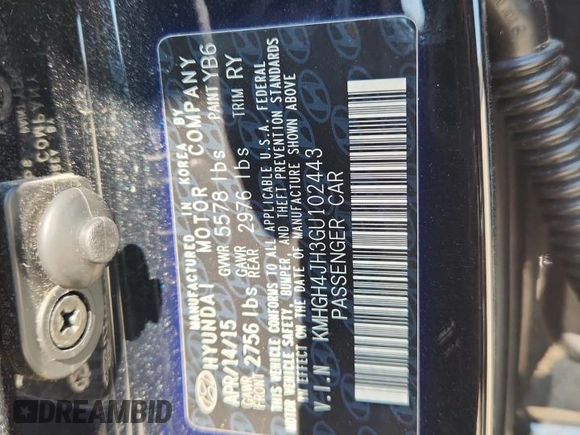 MANUFACTURED IN KOREA BY
HYUNDAI MOTOR COMPANY
APR/14/15 GVWR 5578 lbs PAINT YB6
GAWR FRONT 2756 lbs GAWR REAR 2976 lbs TRIM RY
THIS VEHICLE CONFORMS TO ALL APPLICABLE U.S.A. FEDERAL
MOTOR VEHICLE SAFETY, BUMPER, AND THEFT PREVENTION STANDARDS
IN EFFECT ON THE DATE OF MANUFACTURE SHOWN ABOVE
V.I.N KMHGH4JH3GU102443
PASSENGER CAR
DREAMBID